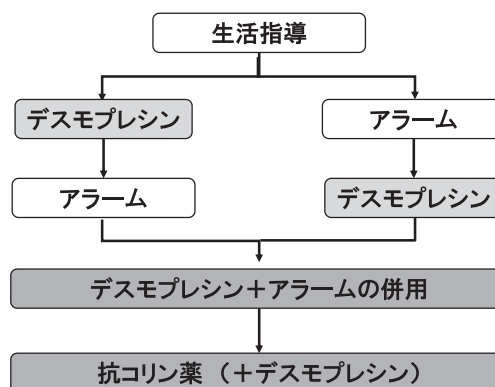 生活指導
デスモプレシン
アラーム
アラーム
デスモプレシン
デスモプレシン＋アラームの併用
抗コリン薬 （＋デスモプレシン）